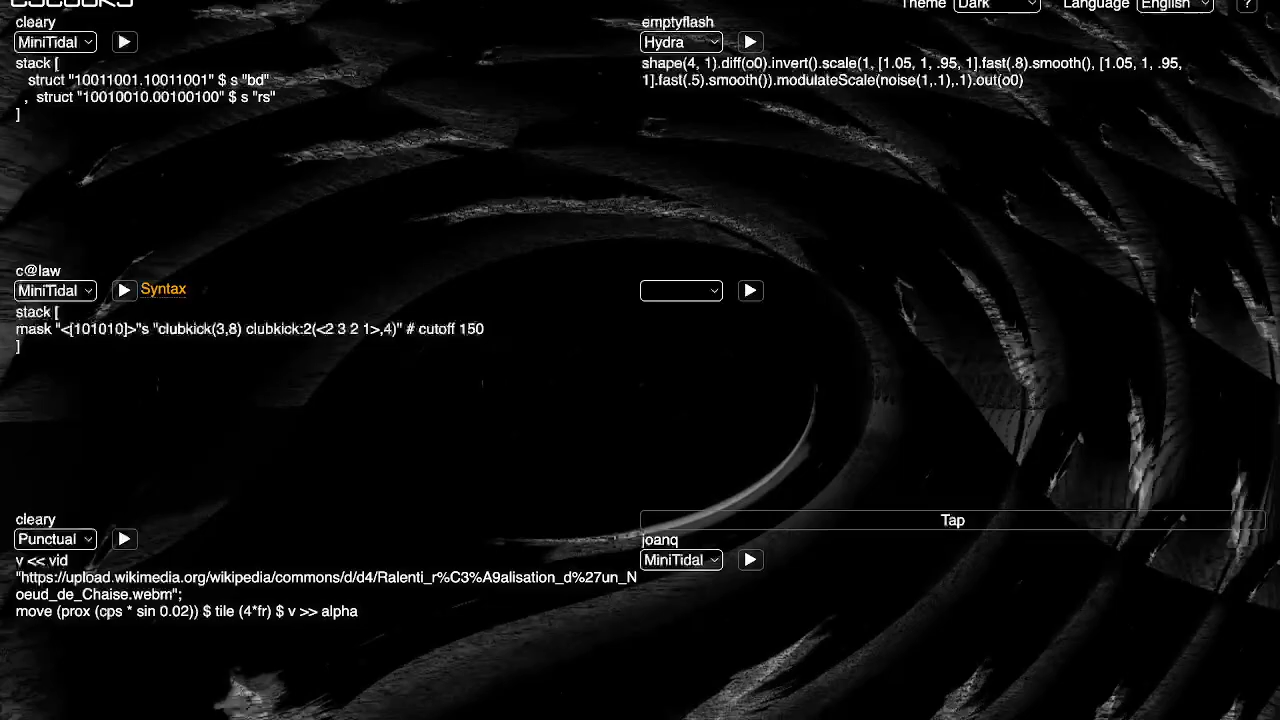 Theme Dark Language English ?
cleary
MiniTidal
stack [
struct "10011001.10011001" $ s "bd"
, struct "10010010.00100100" $ s "rs"
]
emptyflash
Hydra
shape(4, 1).diff(o0).invert().scale(1, [1.05, 1, .95, 1].fast(.8).smooth(), [1.05, 1, .95,
1].fast(.5).smooth()).modulateScale(noise(1,.1),.1).out(o0)
c@law
MiniTidal Syntax
stack [
mask "<[101010]>"s "clubkick(3,8) clubkick:2(<2 3 2 1>,4)" # cutoff 150
]
cleary
Punctual
v << vid
"https://upload.wikimedia.org/wikipedia/commons/d/d4/Ralenti_r%C3%A9alisation_d%27un_N
oeud_de_Chaise.webm";
move (prox (cps * sin 0.02)) $ tile (4*fr) $ v >> alpha
Tap
joanq
MiniTidal